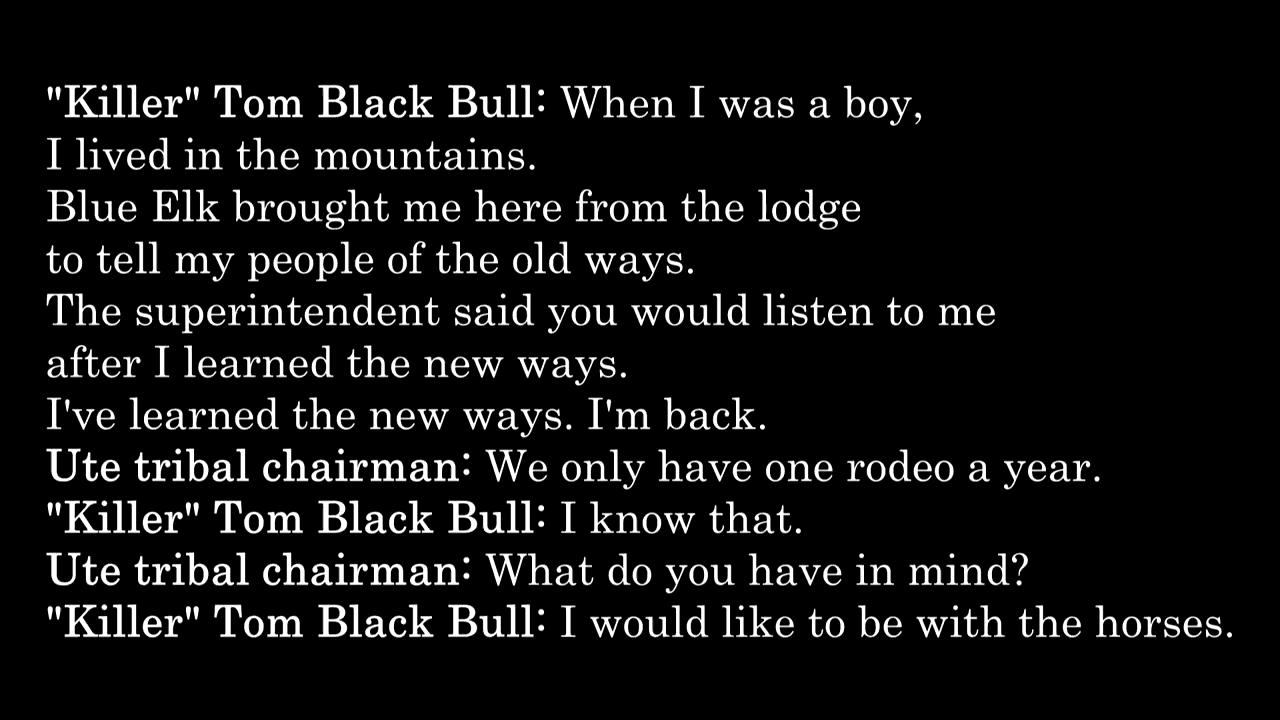 "Killer" Tom Black Bull: When I was a boy,
I lived in the mountains.
Blue Elk brought me here from the lodge
to tell my people of the old ways.
The superintendent said you would listen to me
after I learned the new ways.
I've learned the new ways. I'm back.
Ute tribal chairman: We only have one rodeo a year.
"Killer" Tom Black Bull: I know that.
Ute tribal chairman: What do you have in mind?
"Killer" Tom Black Bull: I would like to be with the horses.